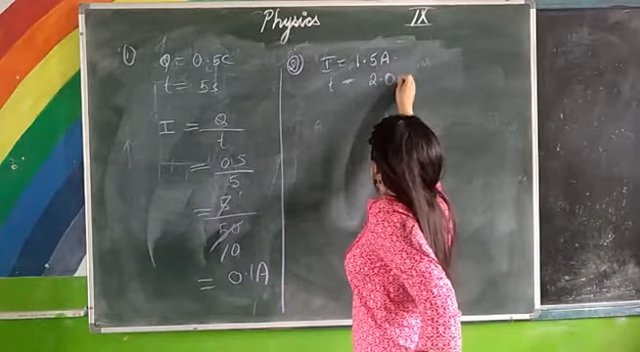 Physics IX
① Q = 0.5C
t = 5s
I = Q/t
= 0.5/5
= 5 1/50 10
= 0.1A
② I = 1.5A
t = 2.0